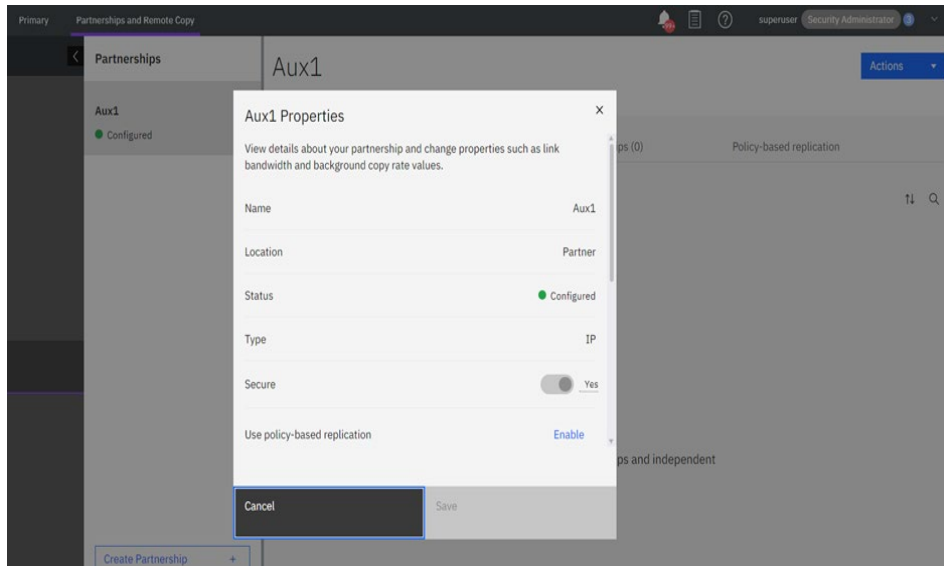 Primary
Partnerships and Remote Copy
superuser
Security Administrator
3
Partnerships
Aux1
Configured
Create Partnership +
Aux1
Actions
ps (0)
Policy-based replication
ps and independent
Aux1 Properties
View details about your partnership and change properties such as link
bandwidth and background copy rate values.
Name Aux1
Location Partner
Status Configured
Type IP
Secure Yes
Use policy-based replication Enable
Cancel
Save